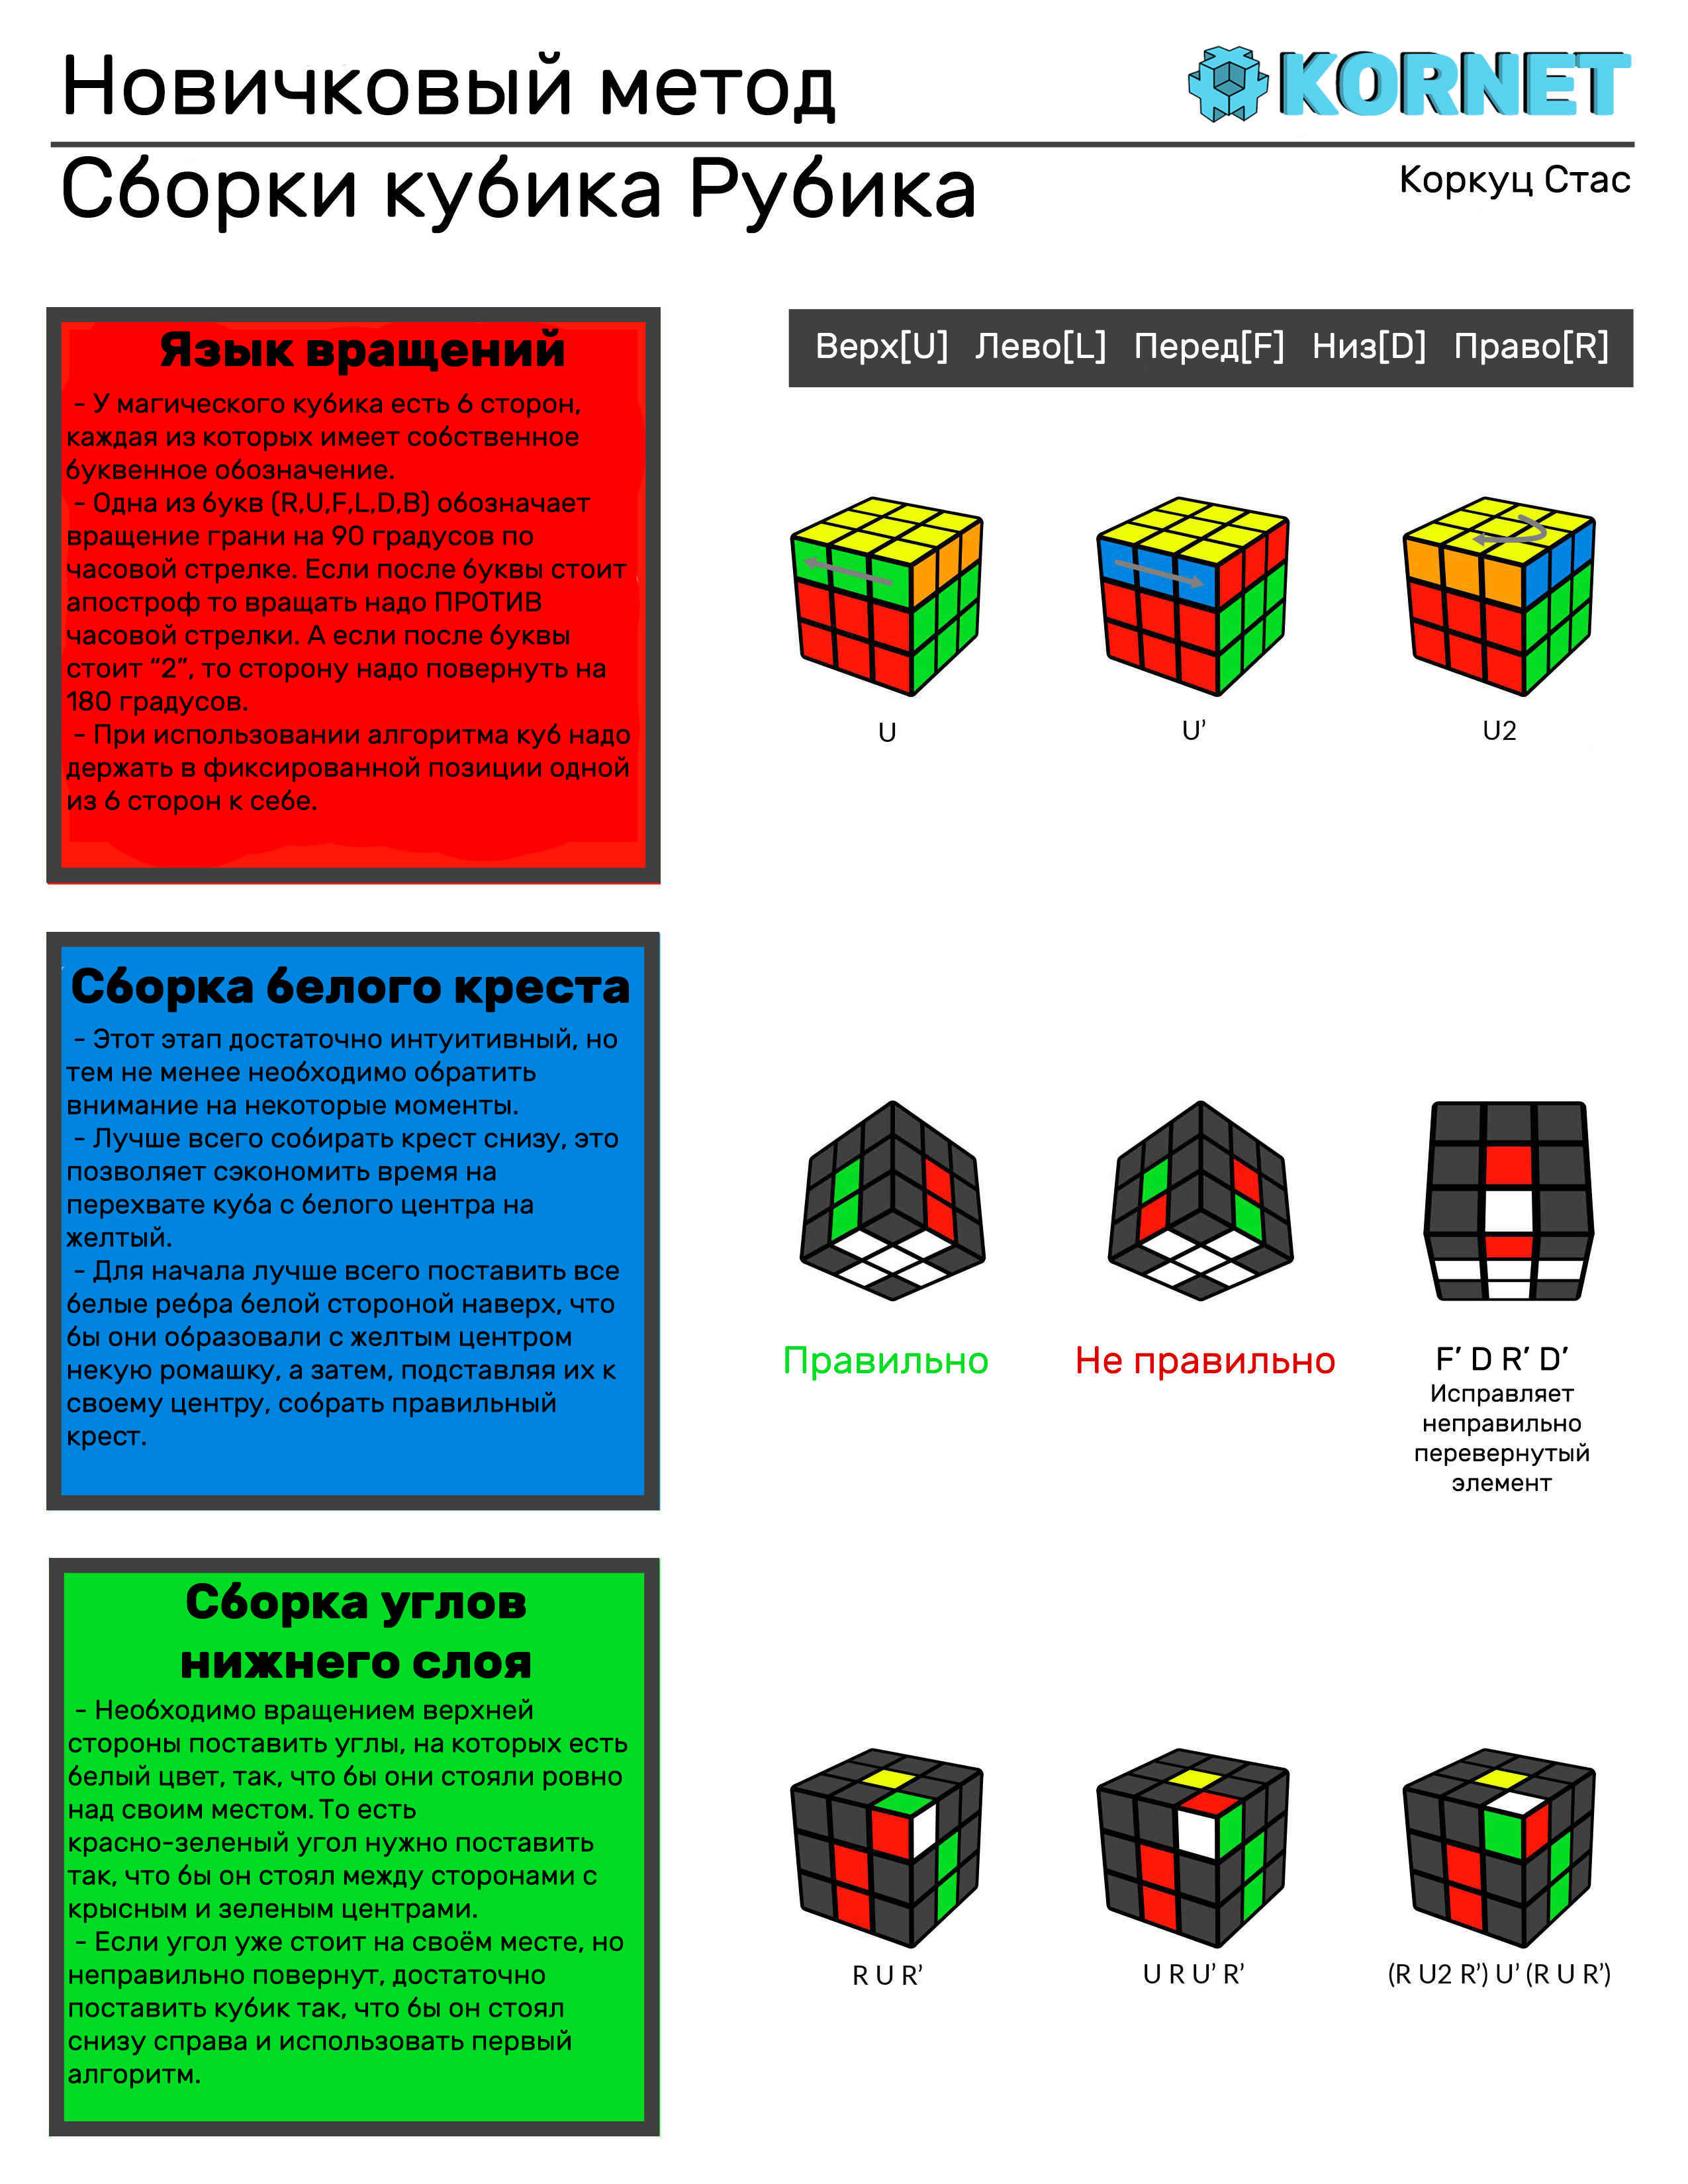 Новичковый метод
KORNET
Сборки кубика Рубика
Коркуц Стас
Язык вращений
- У магического кубика есть 6 сторон,
каждая из которых имеет собственное
буквенное обозначение.
- Одна из букв (R,U,F,L,D,B) обозначает
вращение грани на 90 градусов по
часовой стрелке. Если после буквы стоит
апостроф то вращать надо ПРОТИВ
часовой стрелки. А если после буквы
стоит “2”, то сторону надо повернуть на
180 градусов.
- При использовании алгоритма куб надо
держать в фиксированной позиции одной
из 6 сторон к себе.
Верх[U] Лево[L] Перед[F] Низ[D] Право[R]
U
U’
U2
Сборка белого креста
- Этот этап достаточно интуитивный, но
тем не менее необходимо обратить
внимание на некоторые моменты.
- Лучше всего собирать крест снизу, это
позволяет сэкономить время на
перехвате куба с белого центра на
желтый.
- Для начала лучше всего поставить все
белые ребра белой стороной наверх, что
бы они образовали с желтым центром
некую ромашку, а затем, подставляя их к
своему центру, собрать правильный
крест.
Правильно
Не правильно
F’ D R’ D’
Исправляет
неправильно
перевернутый
элемент
Сборка углов
нижнего слоя
- Необходимо вращением верхней
стороны поставить углы, на которых есть
белый цвет, так, что бы они стояли ровно
над своим местом. То есть
красно-зеленый угол нужно поставить
так, что бы он стоял между сторонами с
крысным и зеленым центрами.
- Если угол уже стоит на своём месте, но
неправильно повернут, достаточно
поставить кубик так, что бы он стоял
снизу справа и использовать первый
алгоритм.
R U R’
U R U’ R’
(R U2 R’) U’ (R U R’)